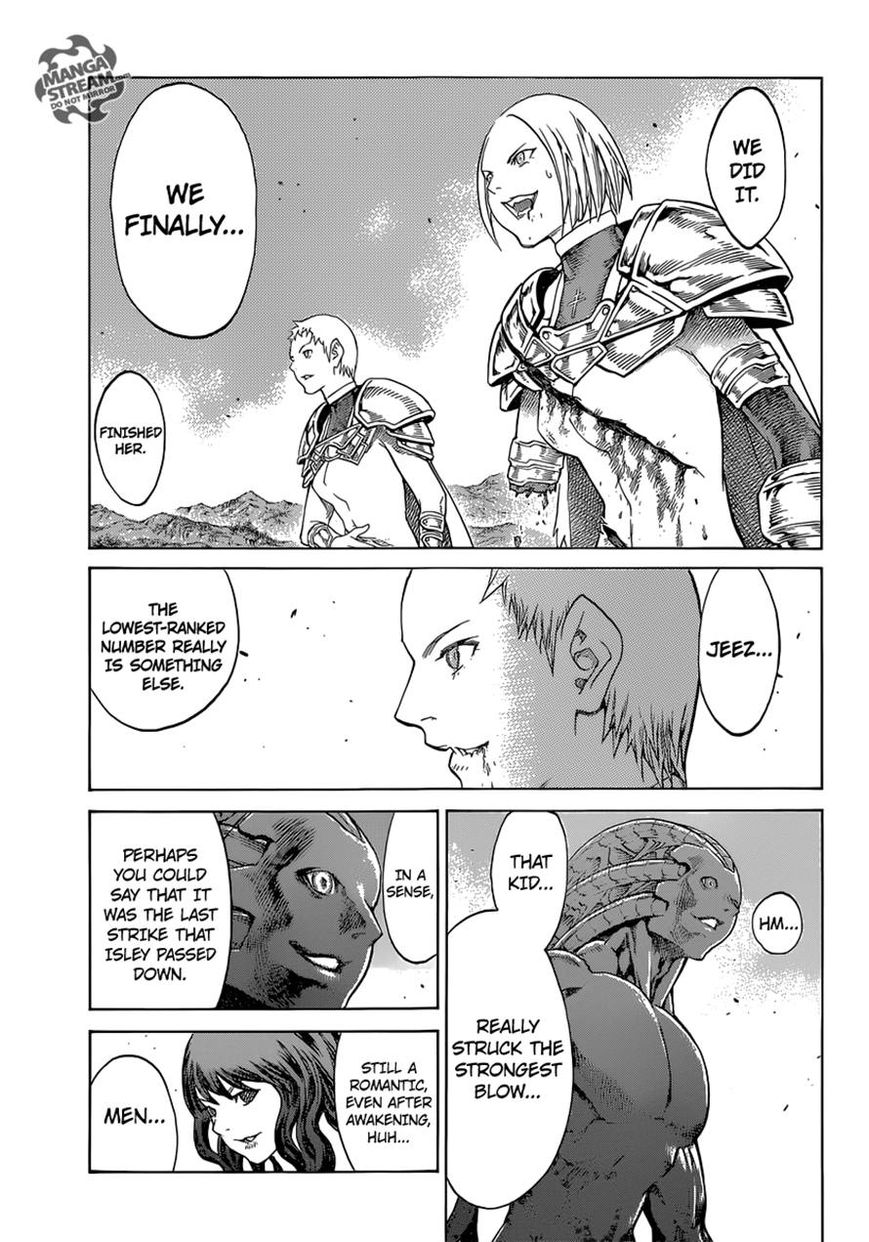 MANGA
STREAM.com
DO NOT MIRROR
WE
DID
IT.
WE
FINALLY...
FINISHED
HER.
JEEZ...
THE
LOWEST-RANKED
NUMBER REALLY
IS SOMETHING
ELSE.
HM...
THAT
KID...
REALLY
STRUCK THE
STRONGEST
BLOW...
IN A
SENSE,
PERHAPS
YOU COULD
SAY THAT IT
WAS THE LAST
STRIKE THAT
ISLEY PASSED
DOWN.
STILL A
ROMANTIC,
EVEN AFTER
AWAKENING,
HUH...
MEN...